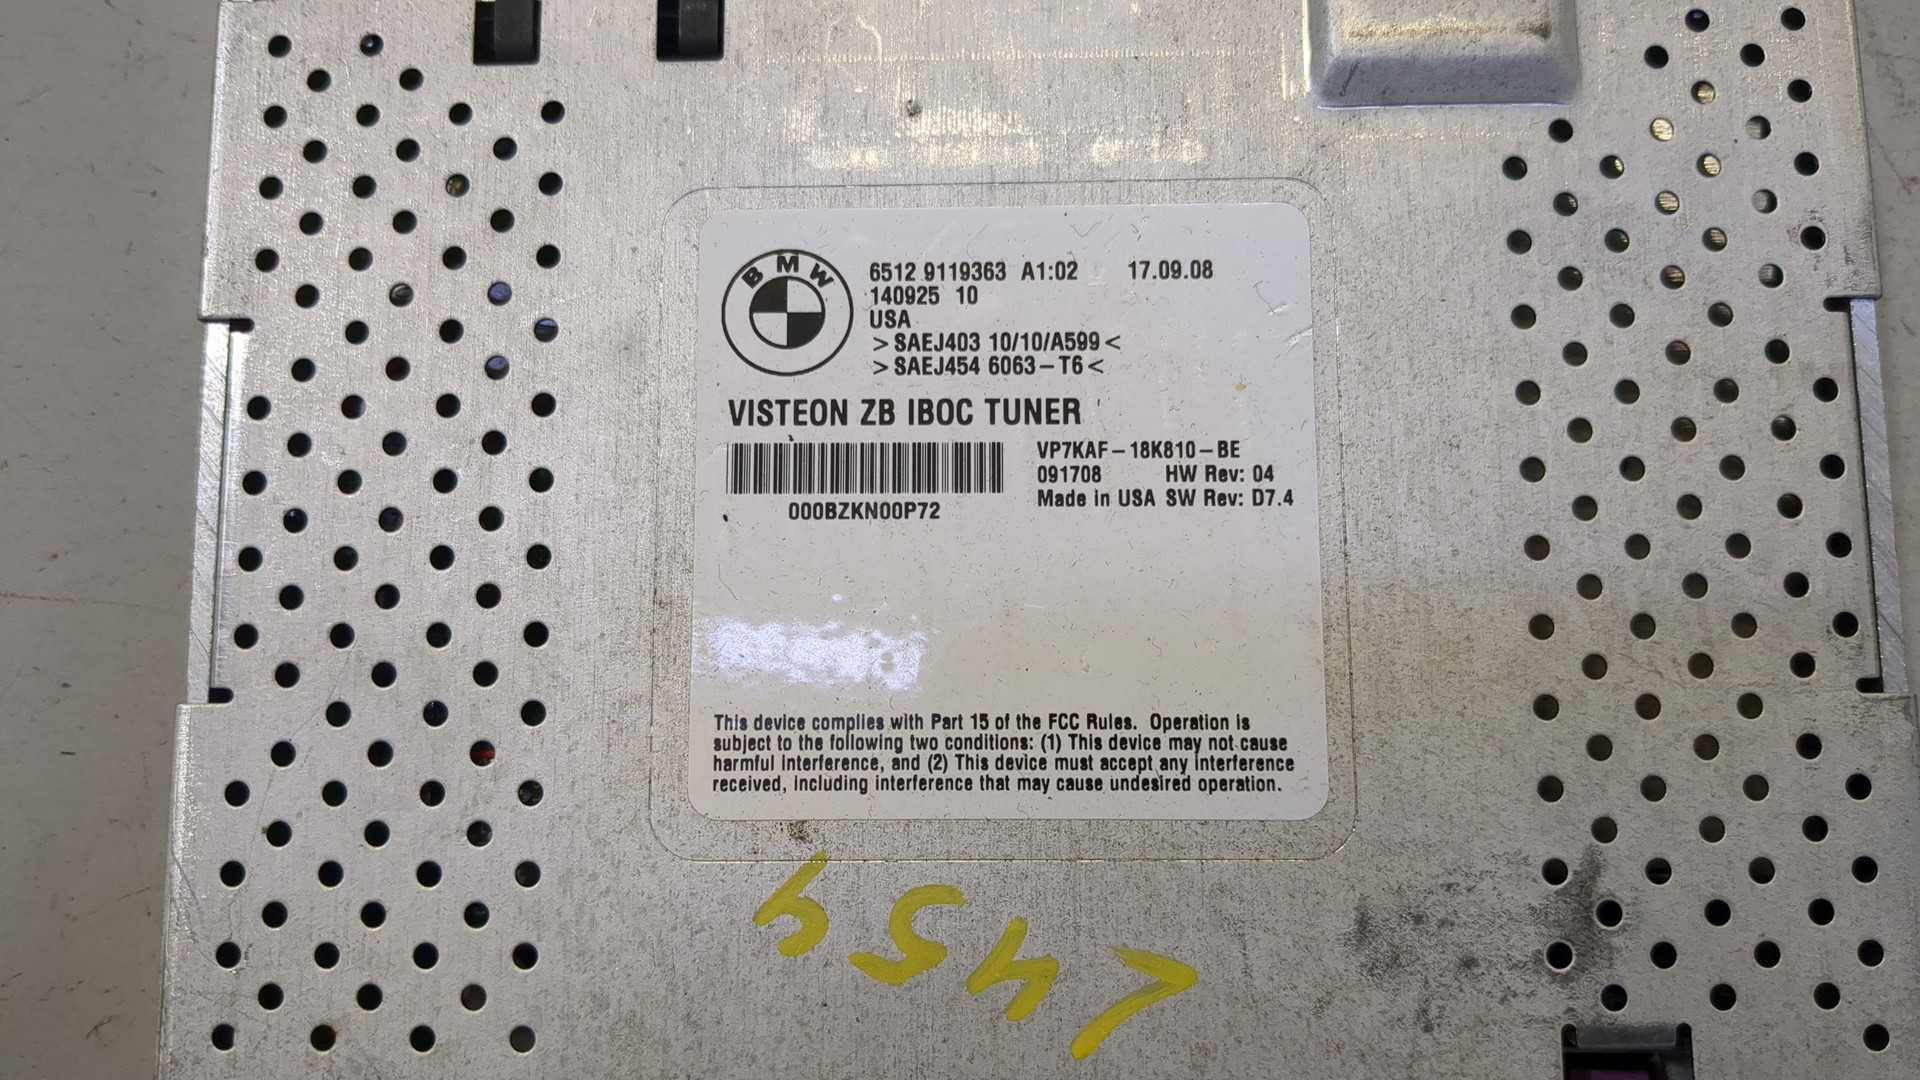 BMW
6512 9119363 A1:02 17.09.08
140925 10
USA
>SAEJ403 10/10/A599<
>SAEJ454 6063-T6<
VISTEON ZB IBOC TUNER
VP7KAF-18K810-BE
091708 HW Rev: 04
Made in USA SW Rev: D7.4
000BZKN00P72
This device complies with Part 15 of the FCC Rules. Operation is
subject to the following two conditions: (1) This device may not cause
harmful interference, and (2) This device must accept any interference
received, including interference that may cause undesired operation.